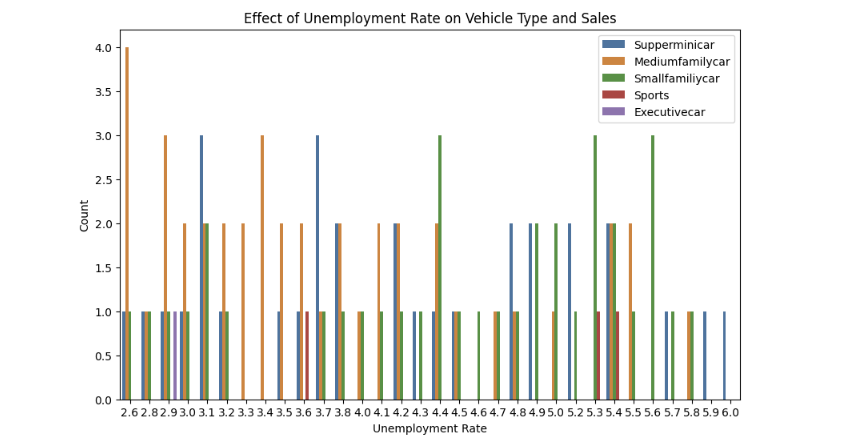 Effect of Unemployment Rate on Vehicle Type and Sales
4.0
3.5
3.0
2.5
2.0
1.5
1.0
0.5
0.0
Count
Supperminicar
Mediumfamilycar
Smallfamiliycar
Sports
Executivecar
2.6 2.8 2.9 3.0 3.1 3.2 3.3 3.4 3.5 3.6 3.7 3.8 4.0 4.1 4.2 4.3 4.4 4.5 4.6 4.7 4.8 4.9 5.0 5.2 5.3 5.4 5.5 5.6 5.7 5.8 5.9 6.0
Unemployment Rate